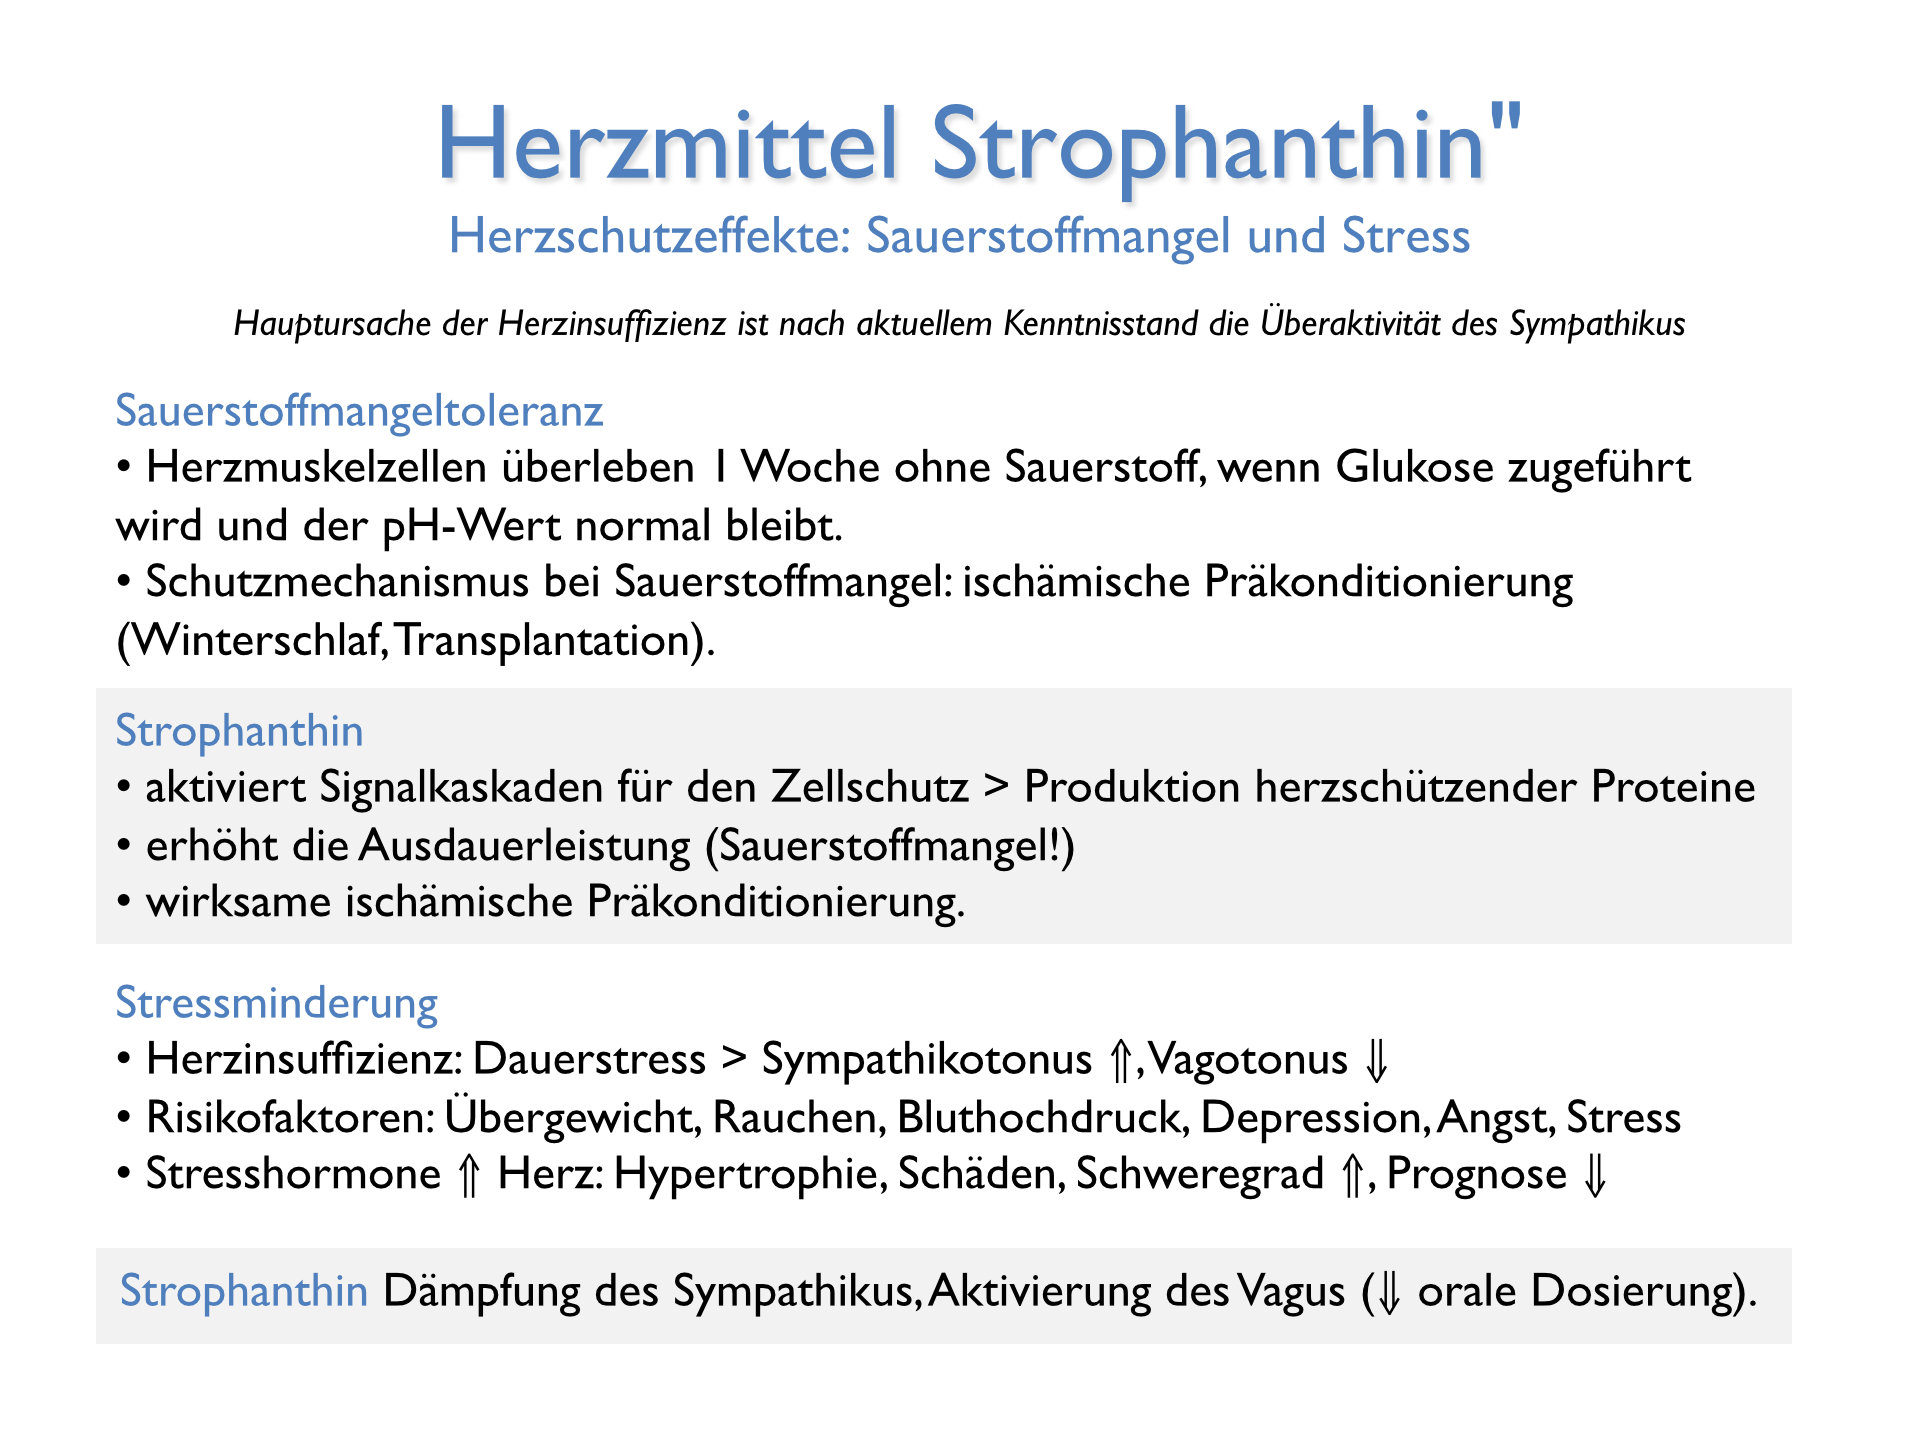 Herzmittel Strophanthin"
Herzschutzeffekte: Sauerstoffmangel und Stress
Hauptursache der Herzinsuffizienz ist nach aktuellem Kenntnisstand die Überaktivität des Sympathikus
Sauerstoffmangeltoleranz
• Herzmuskelzellen überleben 1 Woche ohne Sauerstoff, wenn Glukose zugeführt
wird und der pH-Wert normal bleibt.
• Schutzmechanismus bei Sauerstoffmangel: ischämische Präkonditionierung
(Winterschlaf, Transplantation).
Strophanthin
• aktiviert Signalkaskaden für den Zellschutz > Produktion herzschützender Proteine
• erhöht die Ausdauerleistung (Sauerstoffmangel!)
• wirksame ischämische Präkonditionierung.
Stressminderung
• Herzinsuffizienz: Dauerstress > Sympathikotonus ⇑, Vagotonus ⇓
• Risikofaktoren: Übergewicht, Rauchen, Bluthochdruck, Depression, Angst, Stress
• Stresshormone ⇑ Herz: Hypertrophie, Schäden, Schweregrad ⇑, Prognose ⇓
Strophanthin Dämpfung des Sympathikus, Aktivierung des Vagus (⇓ orale Dosierung).